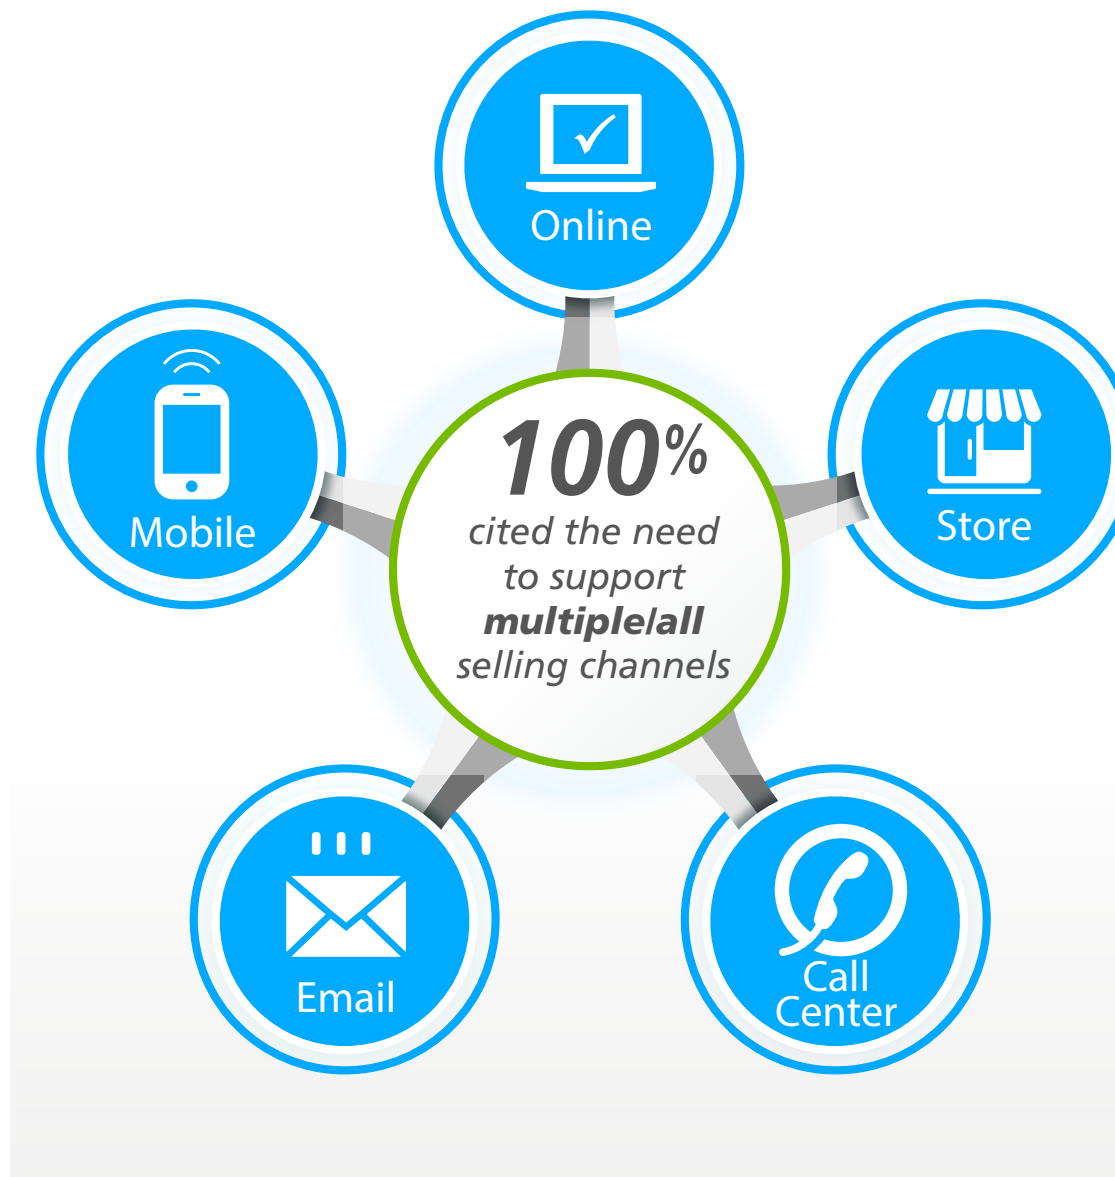 Online
Mobile
Store
100%
cited the need
to support
multiple/all
selling channels
Email
Call
Center